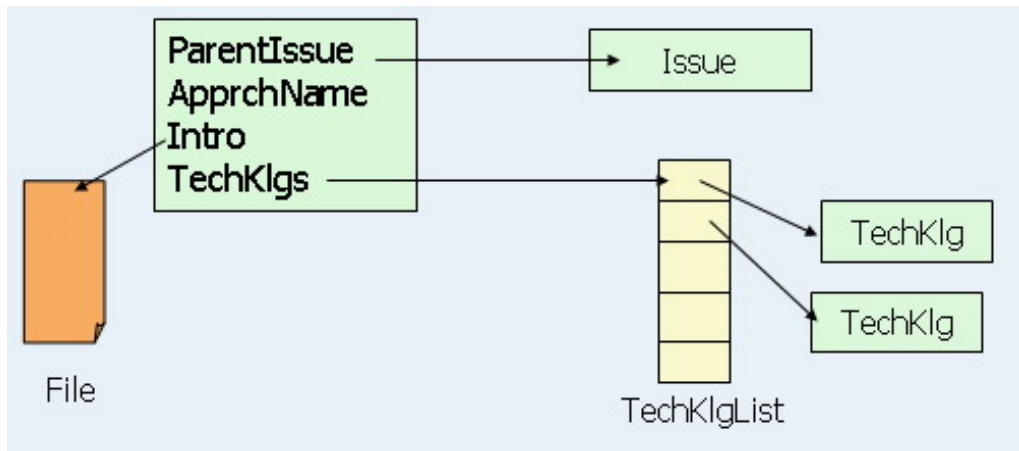 ParentIssue
ApprchName
Intro
TechKlgs
Issue
TechKlg
TechKlg
File
TechKlgList